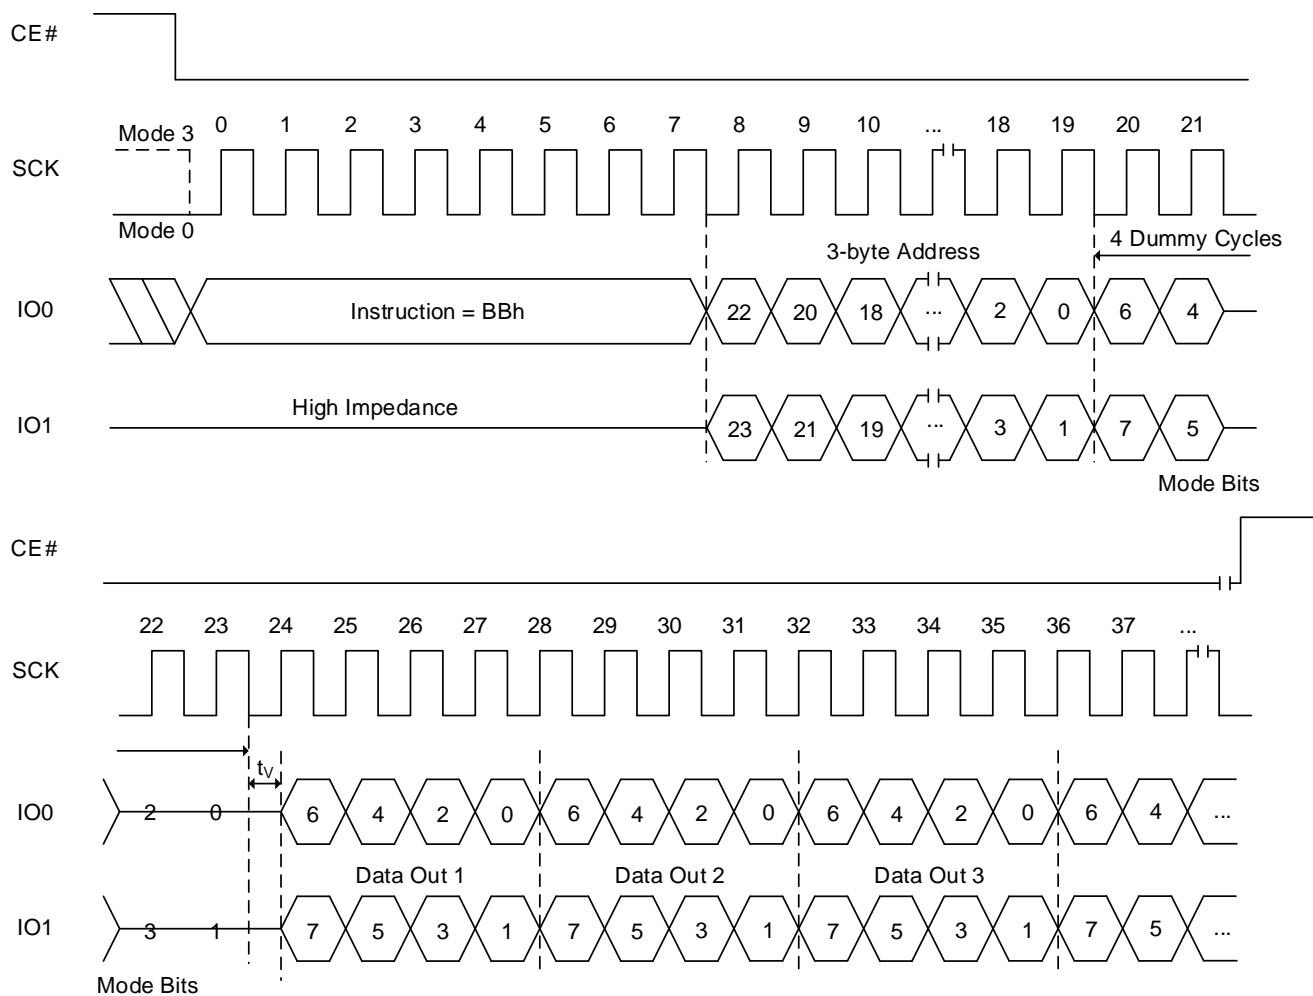 CE#
Mode 3 0 1 2 3 4 5 6 7 8 9 10 ... 18 19 20 21
SCK
Mode 0
3-byte Address 4 Dummy Cycles
IO0 Instruction = BBh 22 20 18 ... 2 0 6 4
High Impedance
IO1 23 21 19 ... 3 1 7 5
Mode Bits
CE#
22 23 24 25 26 27 28 29 30 31 32 33 34 35 36 37 ...
SCK
tV
IO0 2 0 6 4 2 0 6 4 2 0 6 4 2 0 6 4 ...
Data Out 1 Data Out 2 Data Out 3
IO1 3 1 7 5 3 1 7 5 3 1 7 5 3 1 7 5 ...
Mode Bits